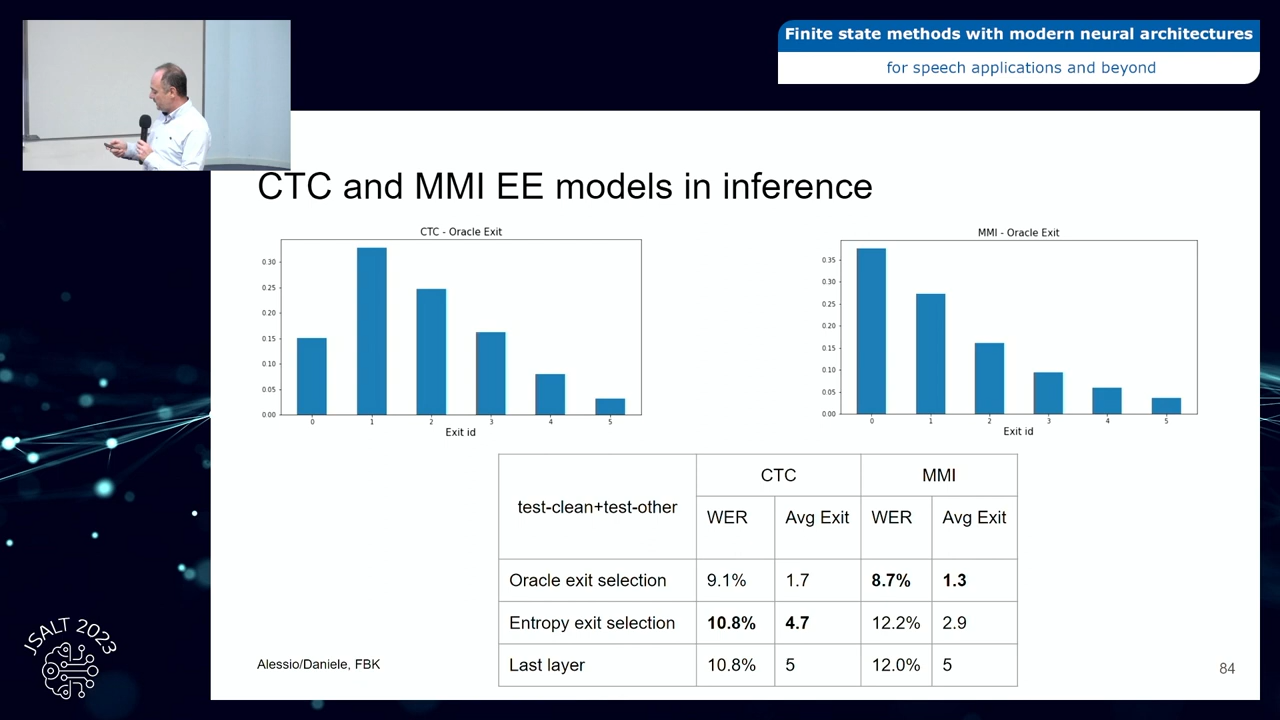 Finite state methods with modern neural architectures
for speech applications and beyond
CTC and MMI EE models in inference
CTC - Oracle Exit
0.30
0.25
0.20
0.15
0.10
0.05
0.00
0 1 2 3 4 5
Exit id
MMI - Oracle Exit
0.35
0.30
0.25
0.20
0.15
0.10
0.05
0.00
0 1 2 3 4 5
Exit id
test-clean+test-other CTC MMI
WER Avg Exit WER Avg Exit
Oracle exit selection 9.1% 1.7 8.7% 1.3
Entropy exit selection 10.8% 4.7 12.2% 2.9
Last layer 10.8% 5 12.0% 5
Alessio/Daniele, FBK
84
JSALT 2023